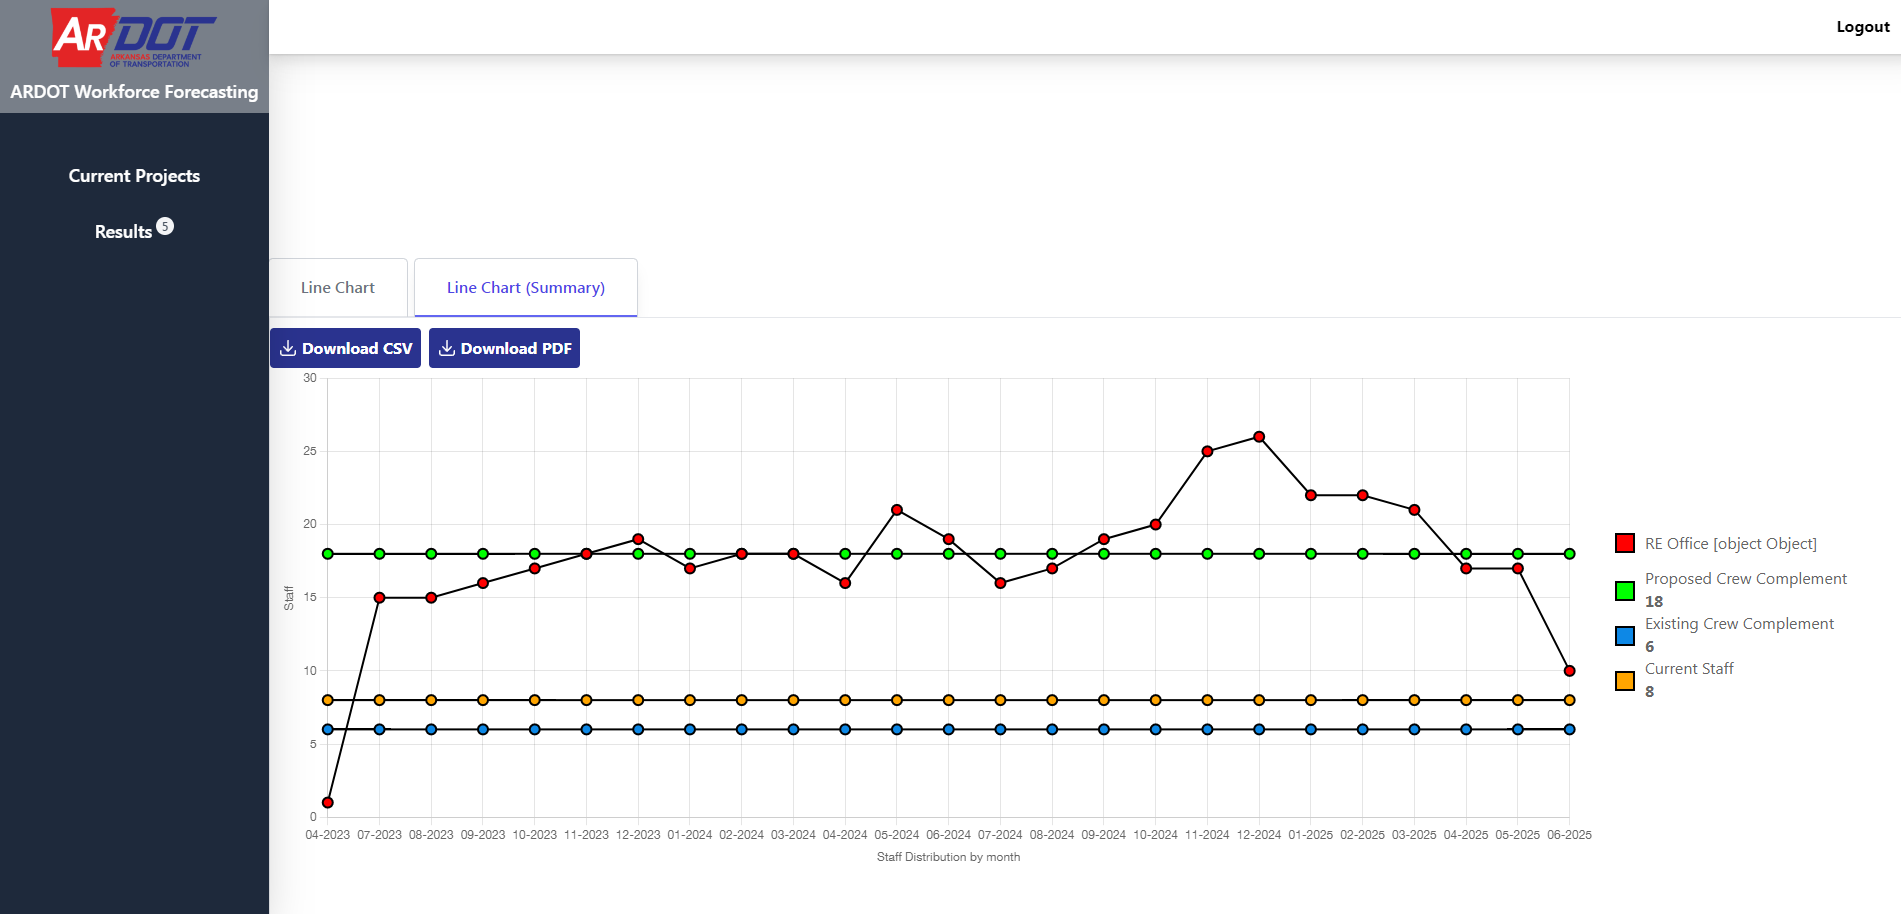 ARDOT
ARKANSAS DEPARTMENT
OF TRANSPORTATION
ARDOT Workforce Forecasting
Current Projects
Results 5
Logout
Line Chart
Line Chart (Summary)
Download CSV
Download PDF
30
25
20
15
10
5
0
Staff
04-2023 07-2023 08-2023 09-2023 10-2023 11-2023 12-2023 01-2024 02-2024 03-2024 04-2024 05-2024 06-2024 07-2024 08-2024 09-2024 10-2024 11-2024 12-2024 01-2025 02-2025 03-2025 04-2025 05-2025 06-2025
Staff Distribution by month
RE Office [object Object]
Proposed Crew Complement
18
Existing Crew Complement
6
Current Staff
8